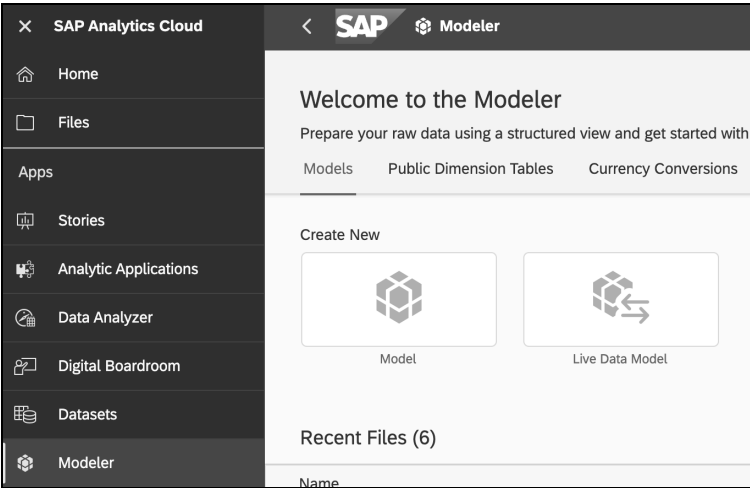 SAP Analytics Cloud
Home
Files
Apps
Stories
Analytic Applications
Data Analyzer
Digital Boardroom
Datasets
Modeler
SAP Modeler
Welcome to the Modeler
Prepare your raw data using a structured view and get started with
Models Public Dimension Tables Currency Conversions
Create New
Model Live Data Model
Recent Files (6)
Name